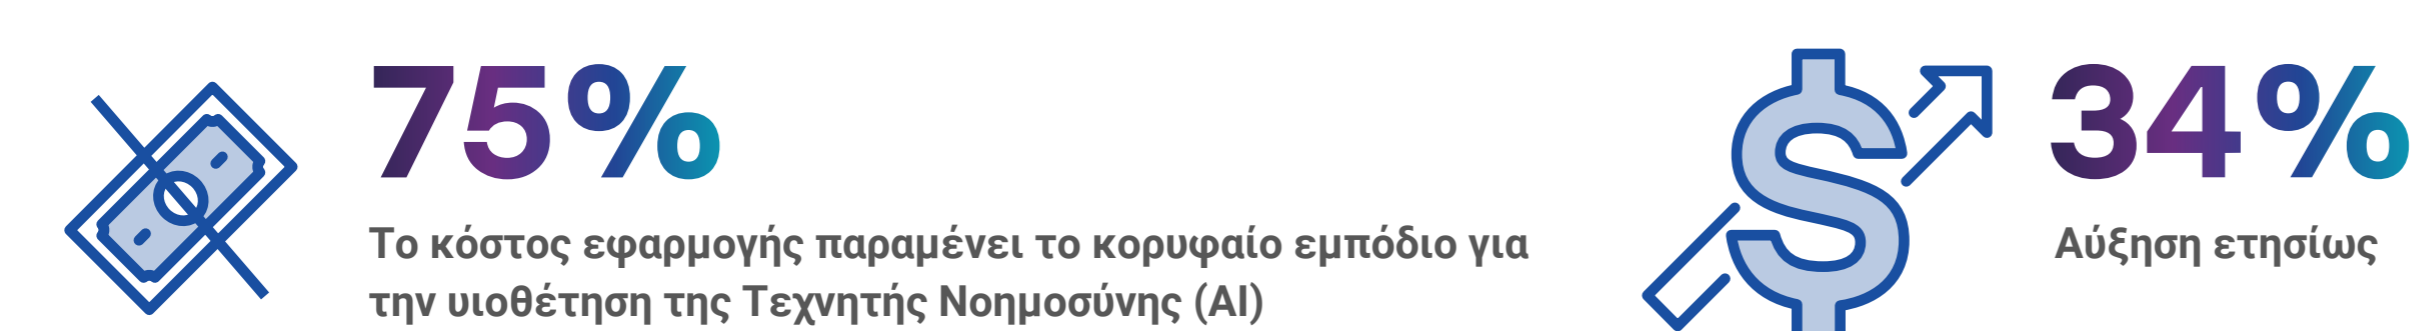 75%
Το κόστος εφαρμογής παραμένει το κορυφαίο εμπόδιο για
την υιοθέτηση της Τεχνητής Νοημοσύνης (AI)
34%
Αύξηση ετησίως